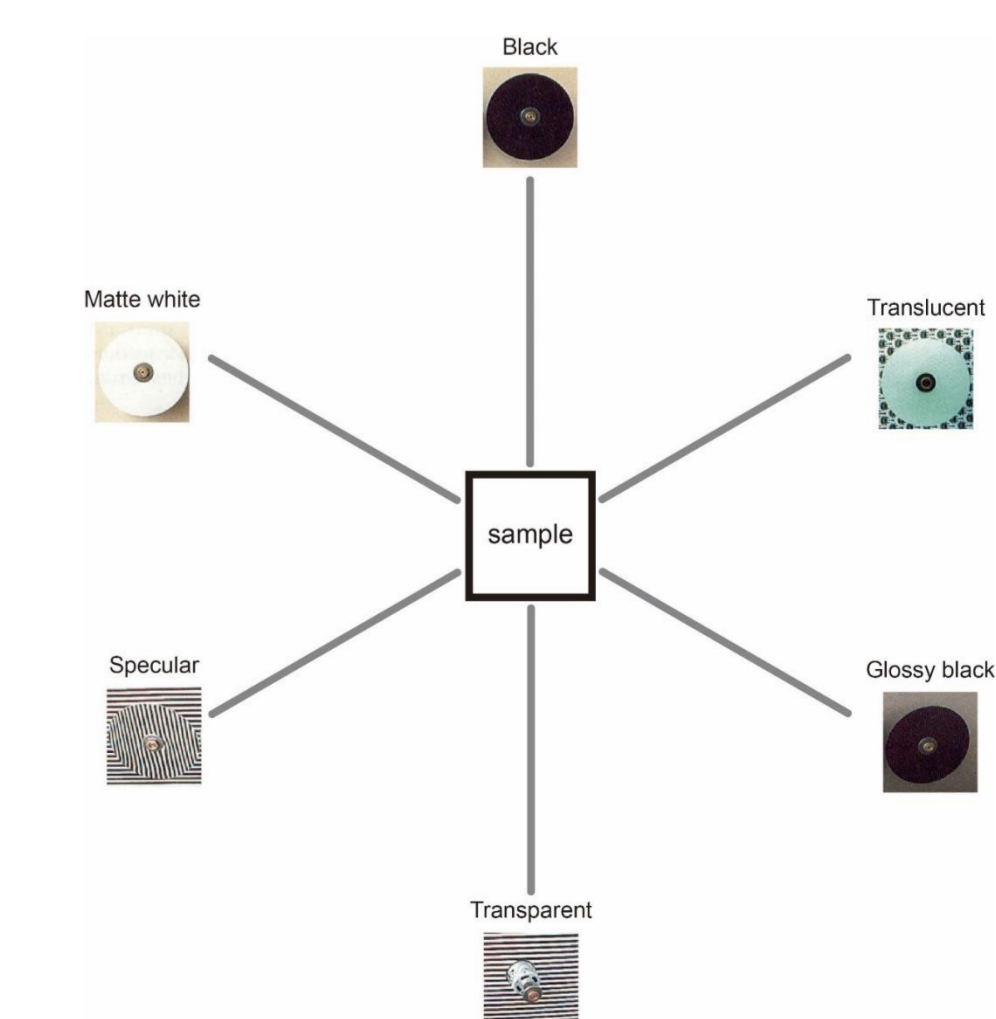 Black
Matte white
Translucent
sample
Specular
Glossy black
Transparent